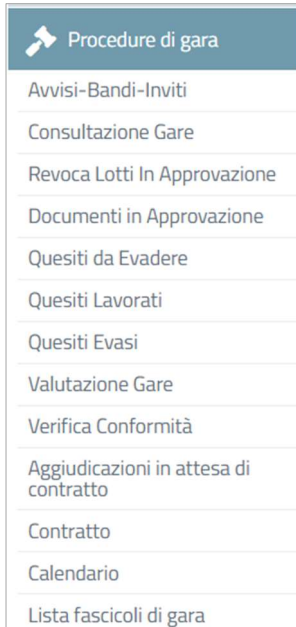 Procedure di gara
Avvisi-Bandi-Inviti
Consultazione Gare
Revoca Lotti In Approvazione
Documenti in Approvazione
Quesiti da Evadere
Quesiti Lavorati
Quesiti Evasi
Valutazione Gare
Verifica Conformità
Aggiudicazioni in attesa di
contratto
Contratto
Calendario
Lista fascicoli di gara